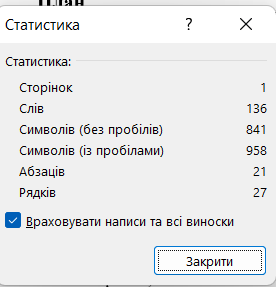 План
Статистика ? ×
Статистика:
Сторінок 1
Слів 136
Символів (без пробілів) 841
Символів (із пробілами) 958
Абзаців 21
Рядків 27
Враховувати написи та всі виноски
Закрити